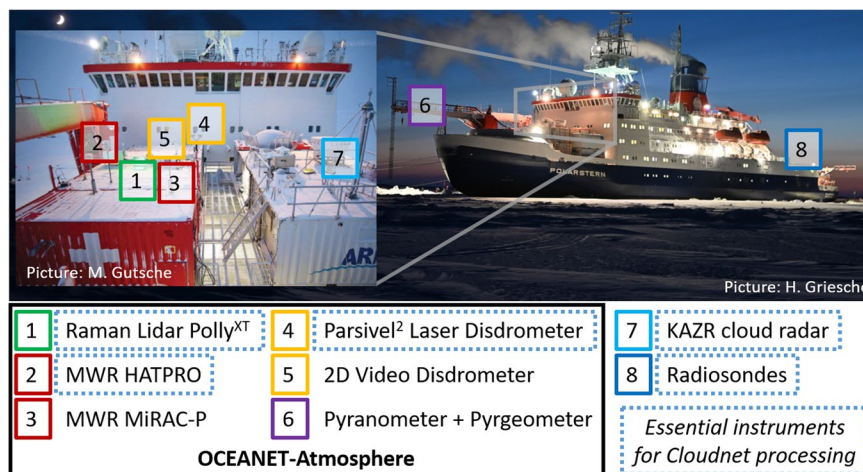 6
4
5
2
7
8
1
3
POLARSTERN
AR
Picture: M. Gutsche
Picture: H. Griesche
1 Raman Lidar Polly^XT
4 Parsivel² Laser Disdrometer
7 KAZR cloud radar
2 MWR HATPRO
5 2D Video Disdrometer
8 Radiosondes
3 MWR MiRAC-P
6 Pyranometer + Pyrgeometer
Essential instruments
for Cloudnet processing
OCEANET-Atmosphere